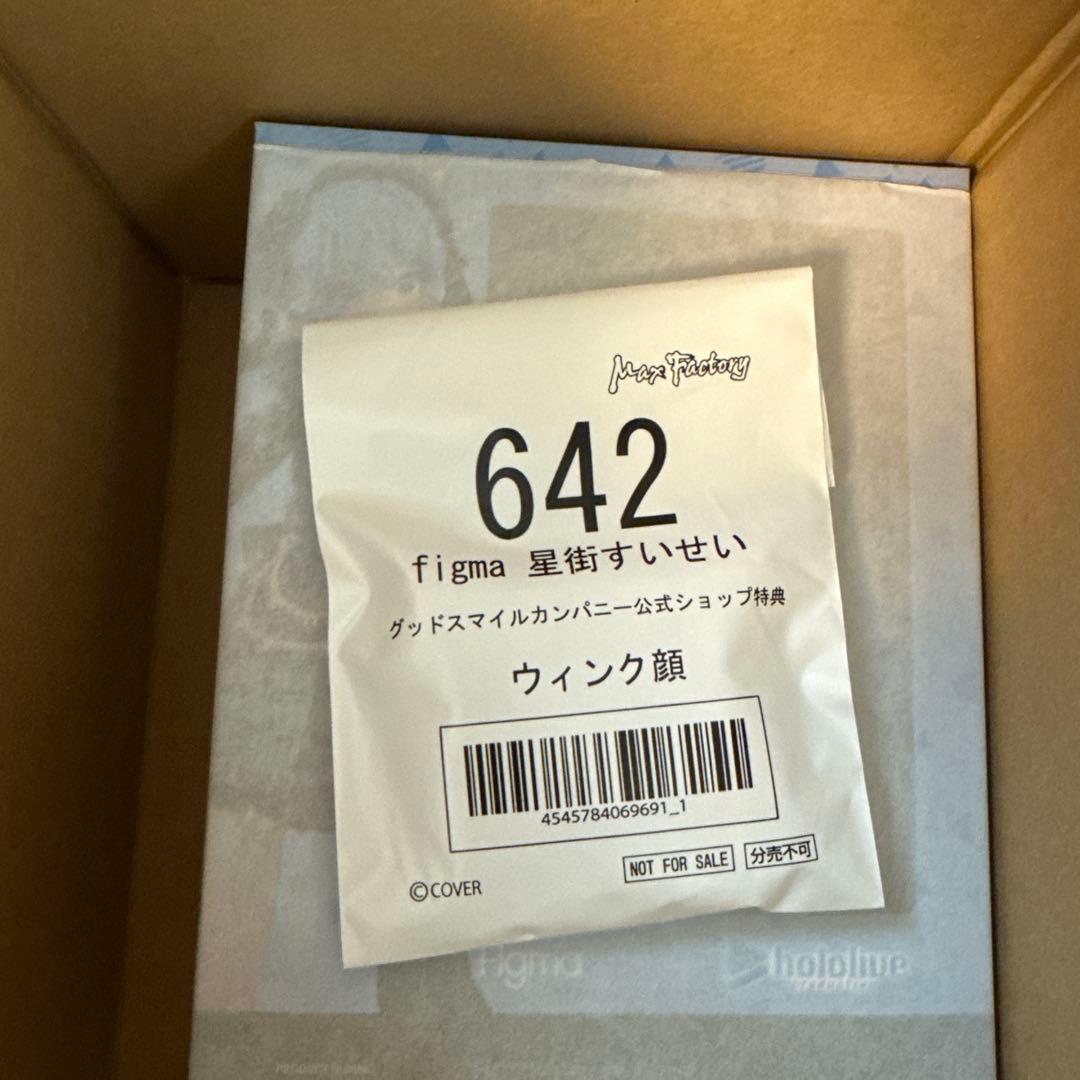 Max Factory
642
figma 星街すいせい
グッドスマイルカンパニー公式ショップ特典
ウィンク顔
4545784069691_1
NOT FOR SALE 分売不可
©COVER
figma hololive